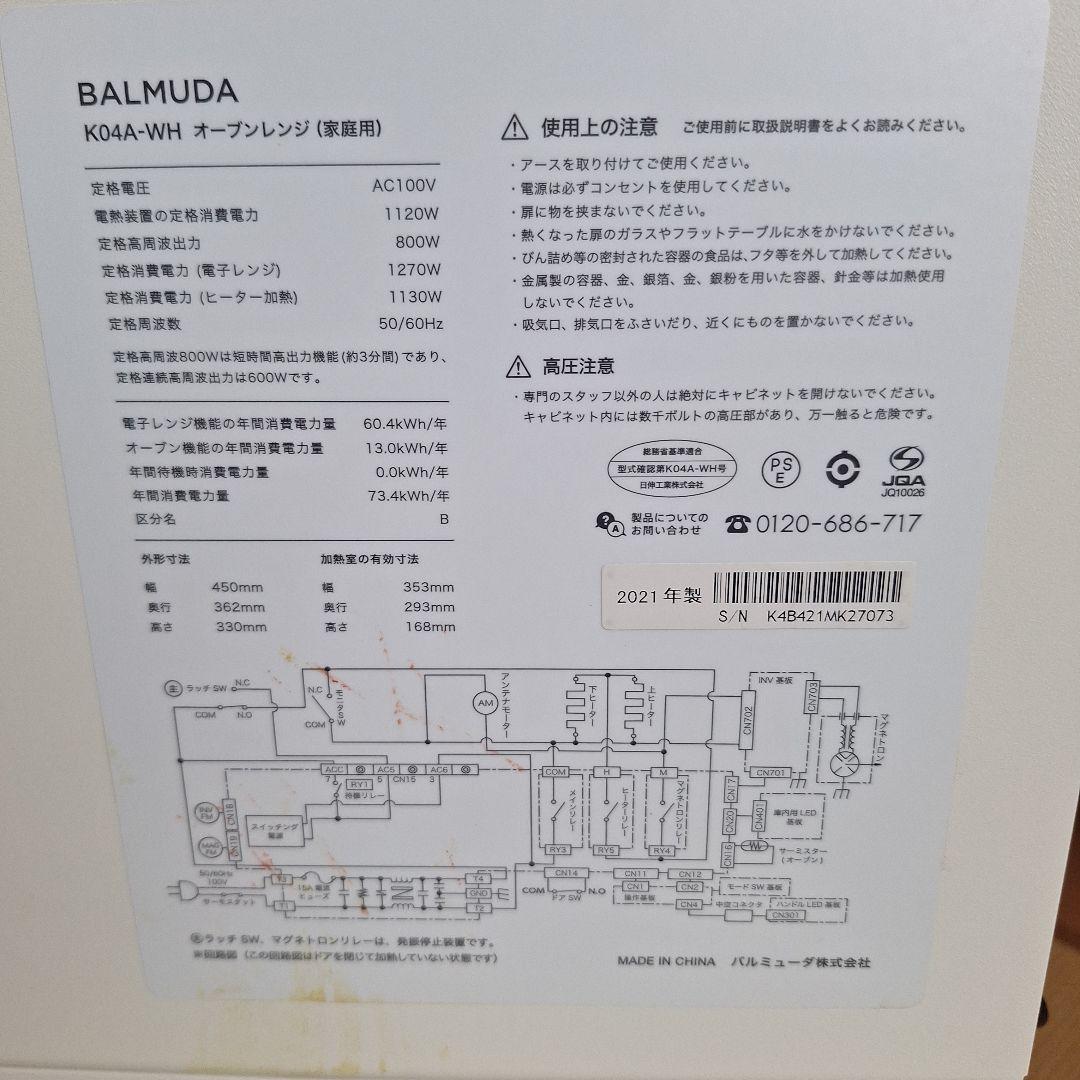 BALMUDA
K04A-WH オーブンレンジ (家庭用)
定格電圧 AC100V
電熱装置の定格消費電力 1120W
定格高周波出力 800W
定格消費電力 (電子レンジ) 1270W
定格消費電力 (ヒーター加熱) 1130W
定格周波数 50/60Hz
定格高周波800Wは短時間高出力機能(約3分間)であり、
定格連続高周波出力は600Wです。
電子レンジ機能の年間消費電力量 60.4kWh/年
オーブン機能の年間消費電力量 13.0kWh/年
年間待機時消費電力量 0.0kWh/年
年間消費電力量 73.4kWh/年
区分名 B
外形寸法 加熱室の有効寸法
幅 450mm 幅 353mm
奥行 362mm 奥行 293mm
高さ 330mm 高さ 168mm
使用上の注意 ご使用前に取扱説明書をよくお読みください。
・アースを取り付けてご使用ください。
・電源は必ずコンセントを使用してください。
・扉に物を挟まないでください。
・熱くなった扉のガラスやフラットテーブルに水をかけないでください。
・びん詰め等の密封された容器の食品は、フタ等を外して加熱してください。
・金属製の容器、金、銀箔、金、銀粉を用いた容器、針金等は加熱使用
しないでください。
・吸気口、排気口をふさいだり、近くにものを置かないでください。
高圧注意
・専門のスタッフ以外の人は絶対にキャビネットを開けないでください。
キャビネット内には数千ボルトの高圧部があり、万一触ると危険です。
総務省基準適合
型式確認第K04A-WH号
日伸工業株式会社
PS
E
JQA
JQ10026
Q
A
製品についての
お問い合わせ
0120-686-717
2021年製
S/N K4B421MK27073
主 ラッチ SW
N.C
COM
N.O
N.C
モニタSW
COM
AM
アンテナモーター
下ヒーター
上ヒーター
INV 基板
CN702
CN703
CN701
マグネトロン
ACC
AC5
AC6
7
5
CN15
3
RY1
待機リレー
COM
H
M
メインリレー
ヒーターリレー
マグネトロンリレー
RY3
RY5
RY4
INV
FM
CN18
MAG
FM
CN19
スイッチング
電源
CN17
CN20
CN16
CN401
庫内用LED
基板
サーミスター
(オーブン)
50/60Hz
100V
サーモスタット
T3
T1
15A 電源
ヒューズ
T4
GND
T2
CN14
COM
N.O
ドア SW
CN11
CN12
CN1
CN2
操作基板
モード SW 基板
CN4
中空コネクタ
ハンドル LED 基板
CN301
主ラッチ SW、マグネトロンリレーは、発振停止装置です。
※回路図 (この回路図はドアを閉じて加熱していない状態です)
MADE IN CHINA バルミューダ株式会社